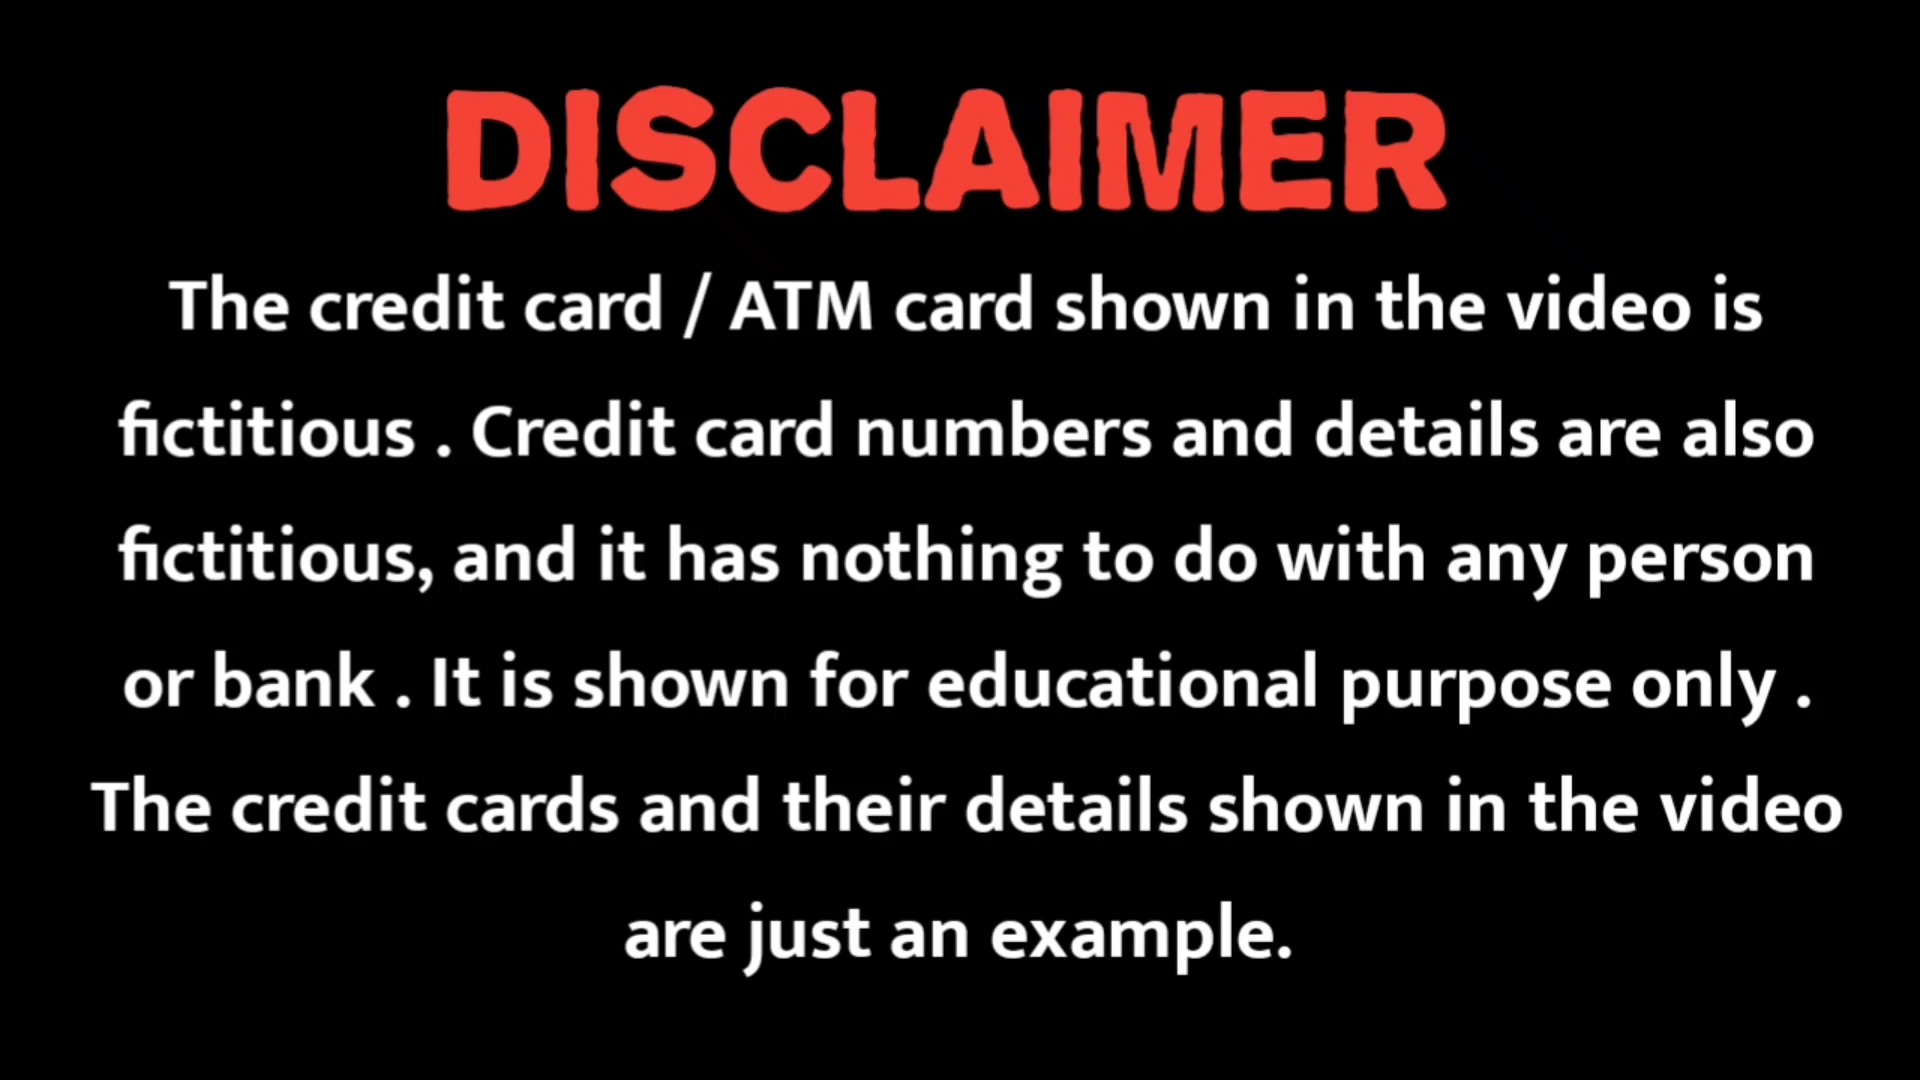 DISCLAIMER
The credit card / ATM card shown in the video is
fictitious . Credit card numbers and details are also
fictitious, and it has nothing to do with any person
or bank . It is shown for educational purpose only .
The credit cards and their details shown in the video
are just an example.